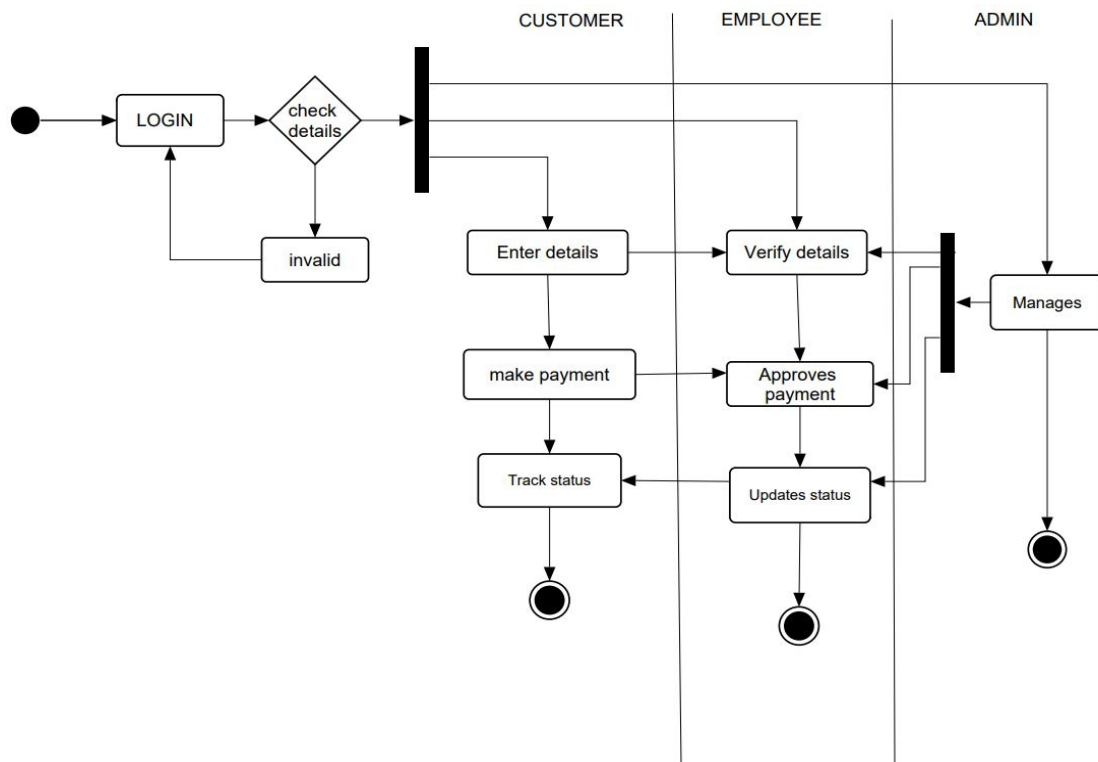 CUSTOMER
EMPLOYEE
ADMIN
LOGIN
check
details
invalid
Enter details
Verify details
Manages
make payment
Approves
payment
Track status
Updates status